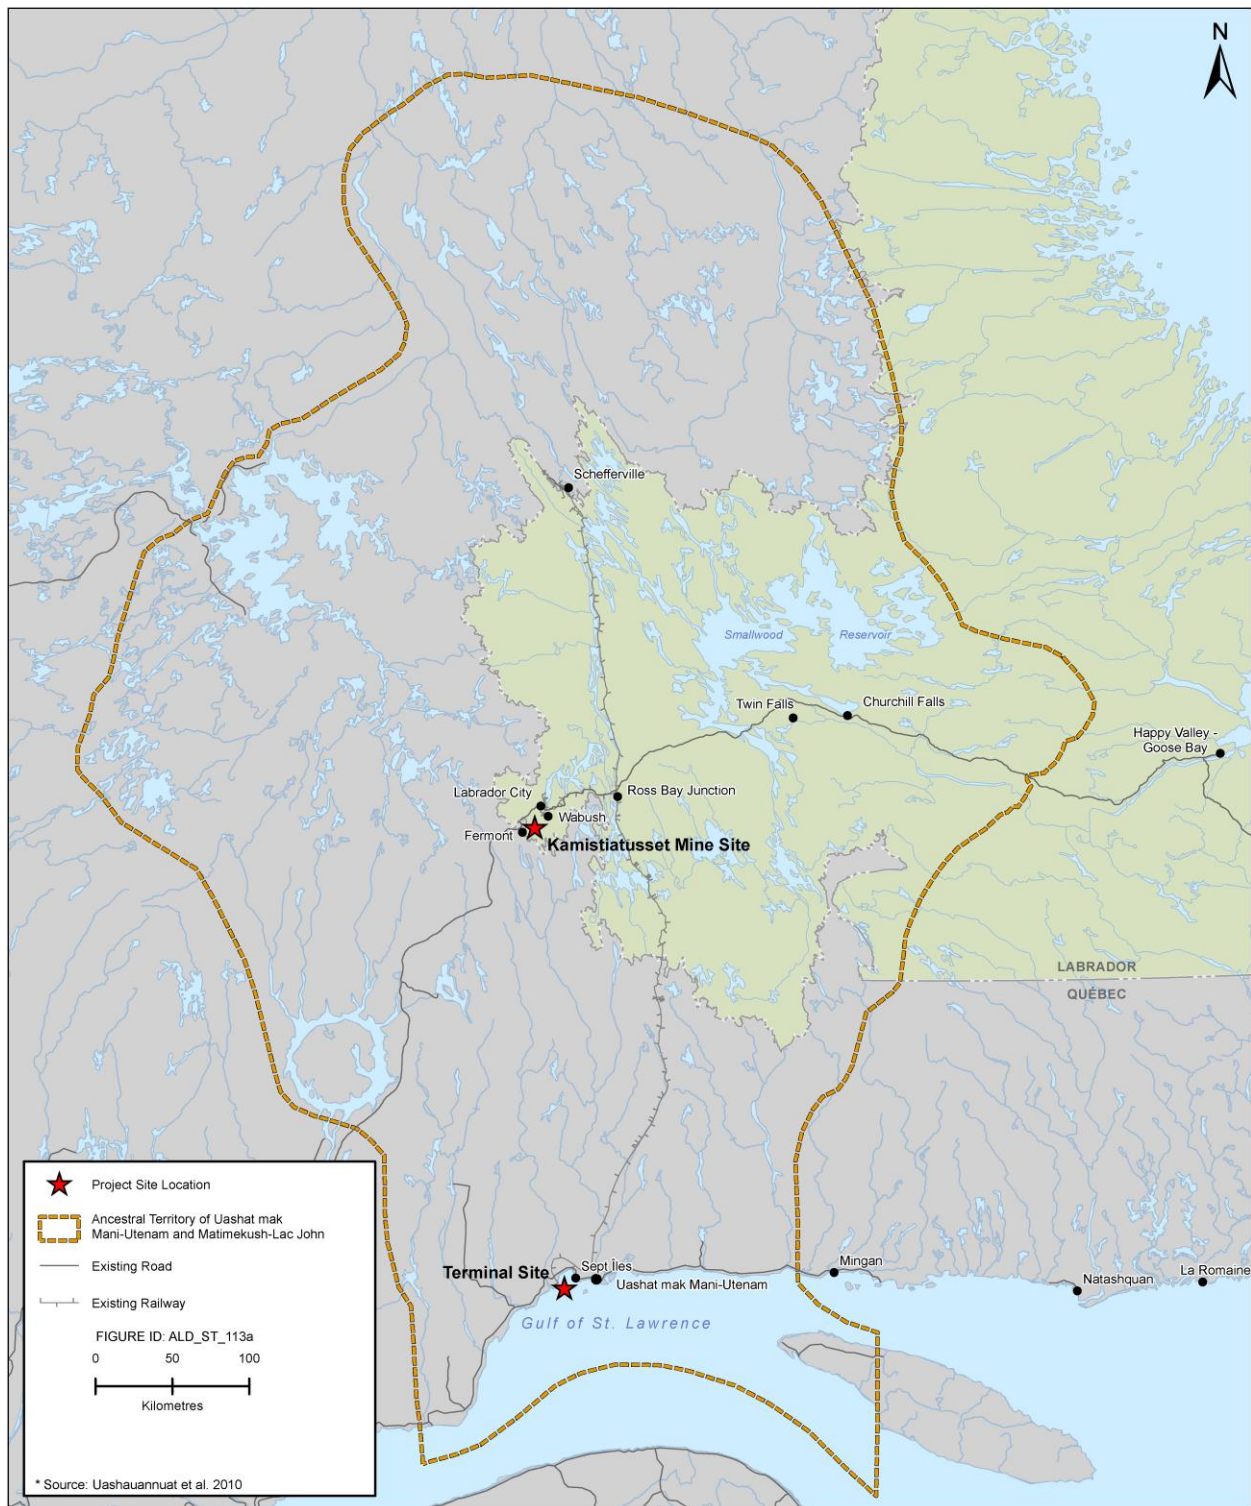 N
Schefferville
Smallwood Reservoir
Twin Falls
Churchill Falls
Happy Valley -
Goose Bay
Labrador City
Ross Bay Junction
Wabush
Fermont
Kamistiatusset Mine Site
LABRADOR
QUÉBEC
Project Site Location
Ancestral Territory of Uashat mak
Mani-Utenam and Matimekush-Lac John
Existing Road
Existing Railway
FIGURE ID: ALD_ST_113a
0 50 100
Kilometres
* Source: Uashauannuat et al. 2010
Terminal Site
Sept Îles
Uashat mak Mani-Utenam
Mingan
Natashquan
La Romaine
Gulf of St. Lawrence